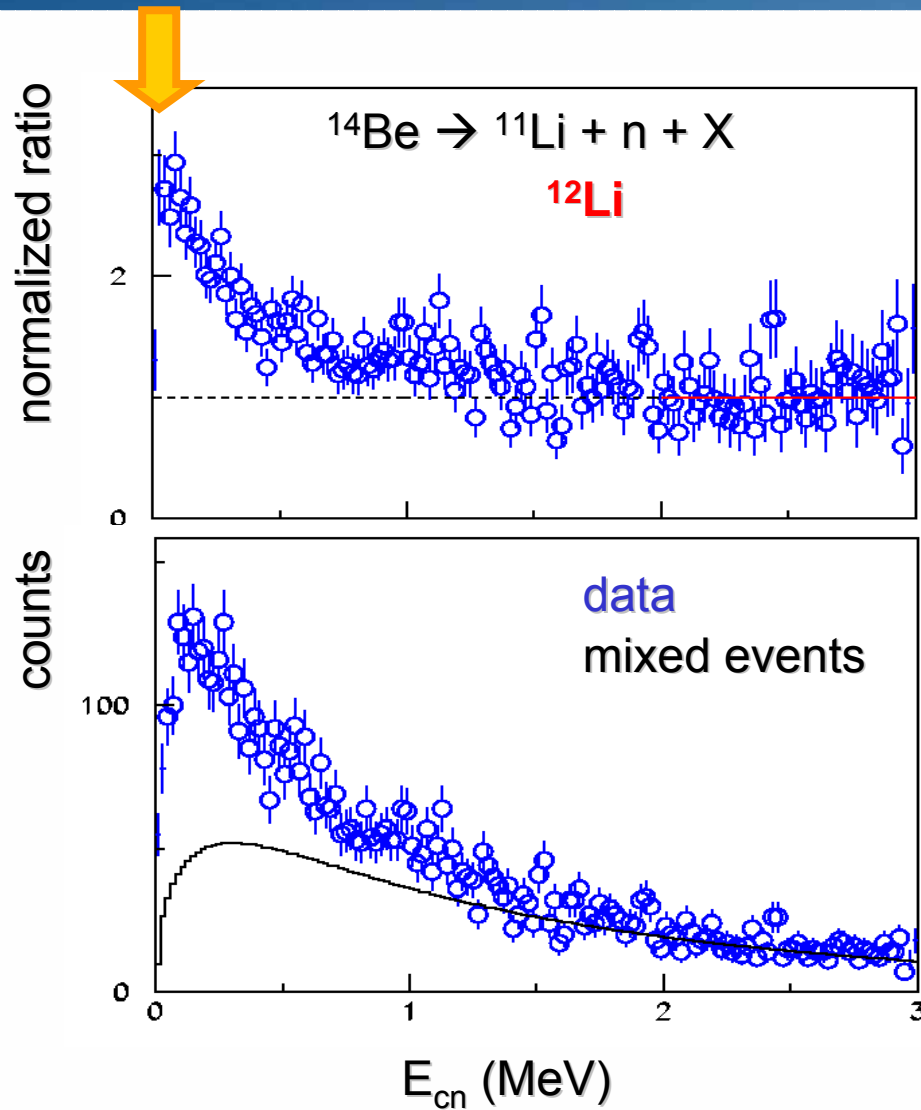 ¹⁴Be → ¹¹Li + n + X
¹²Li
normalized ratio
2
0
data
mixed events
counts
100
0
0 1 2 3
E_cn (MeV)